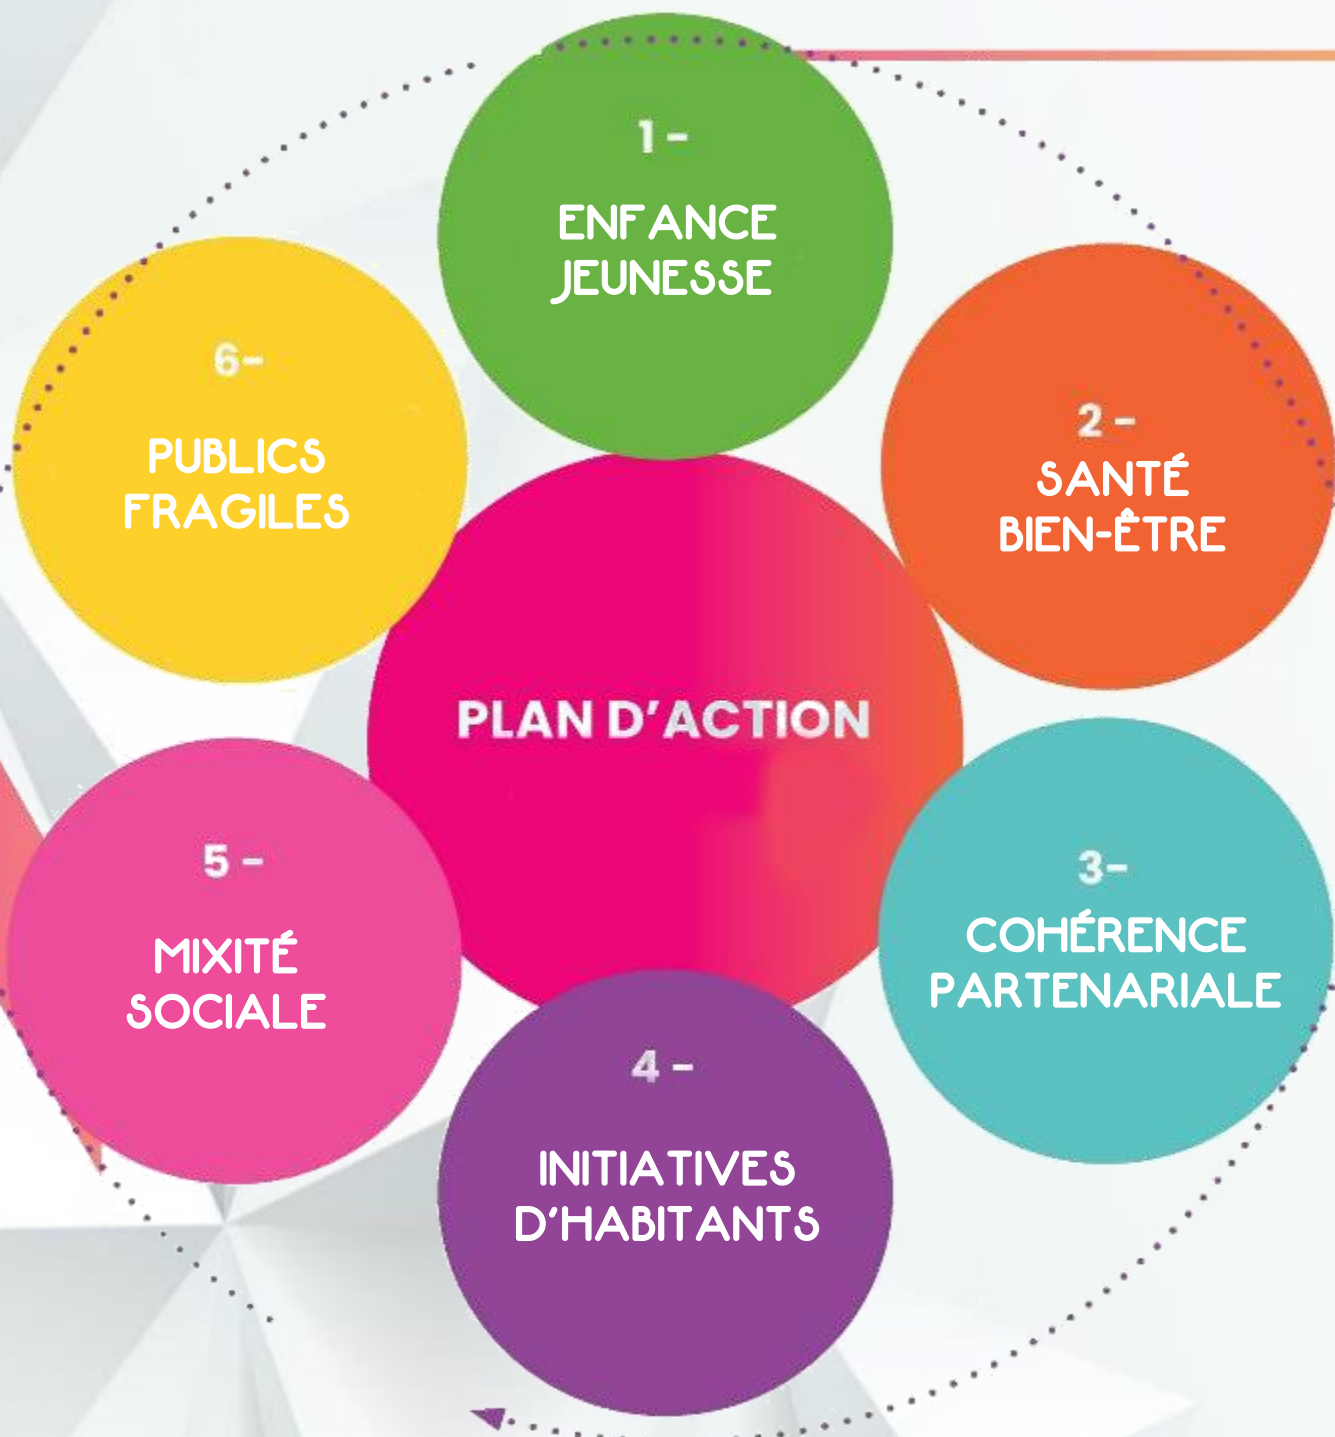 1 -
ENFANCE
JEUNESSE
2 -
SANTÉ
BIEN-ÊTRE
3-
COHÉRENCE
PARTENARIALE
4 -
INITIATIVES
D'HABITANTS
5 -
MIXITÉ
SOCIALE
6-
PUBLICS
FRAGILES
PLAN D'ACTION